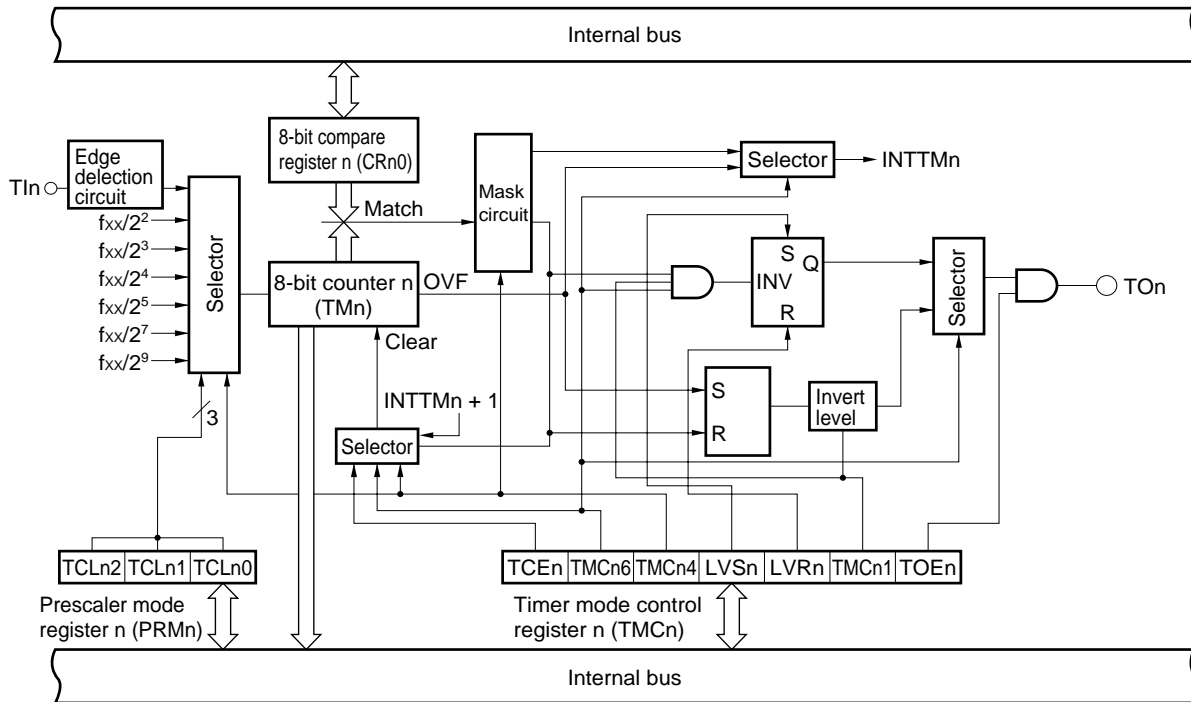 Internal bus
8-bit compare
register n (CRn0)
Edge
delection
circuit
TIn
Selector
INTTMn
Mask
circuit
Match
fxx/2²
fxx/2³
fxx/2⁴
fxx/2⁵
fxx/2⁷
fxx/2⁹
Selector
8-bit counter n
(TMn)
OVF
Clear
S
Q
INV
R
Selector
TOn
S
R
Invert
level
3
INTTMn + 1
Selector
TCLn2
TCLn1
TCLn0
TCEn
TMCn6
TMCn4
LVSn
LVRn
TMCn1
TOEn
Prescaler mode
register n (PRMn)
Timer mode control
register n (TMCn)
Internal bus